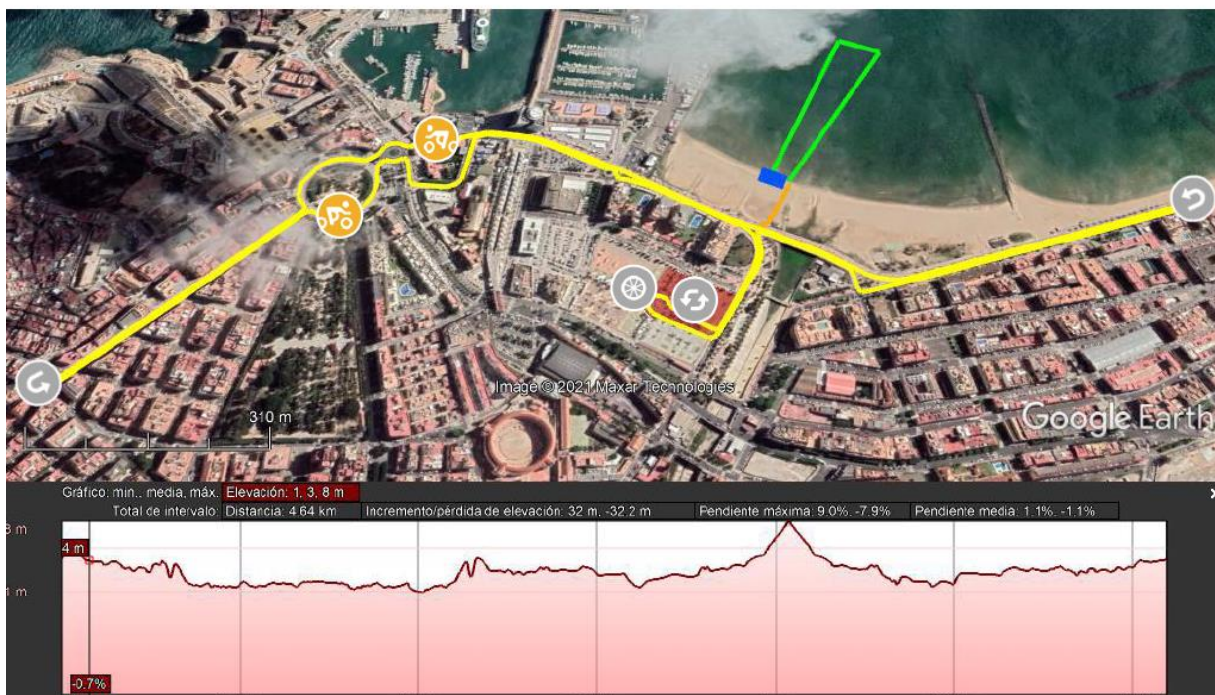 Image © 2021 Maxar Technologies
310 m
Google Earth
Gráfico: mín., media, máx. Elevación: 1, 3, 8 m
Total de intervalo: Distancia: 4.64 km Incremento/pérdida de elevación: 32 m, -32.2 m Pendiente máxima: 9.0%, -7.9% Pendiente media: 1.1%, -1.1%
8 m
4 m
1 m
-0.7%